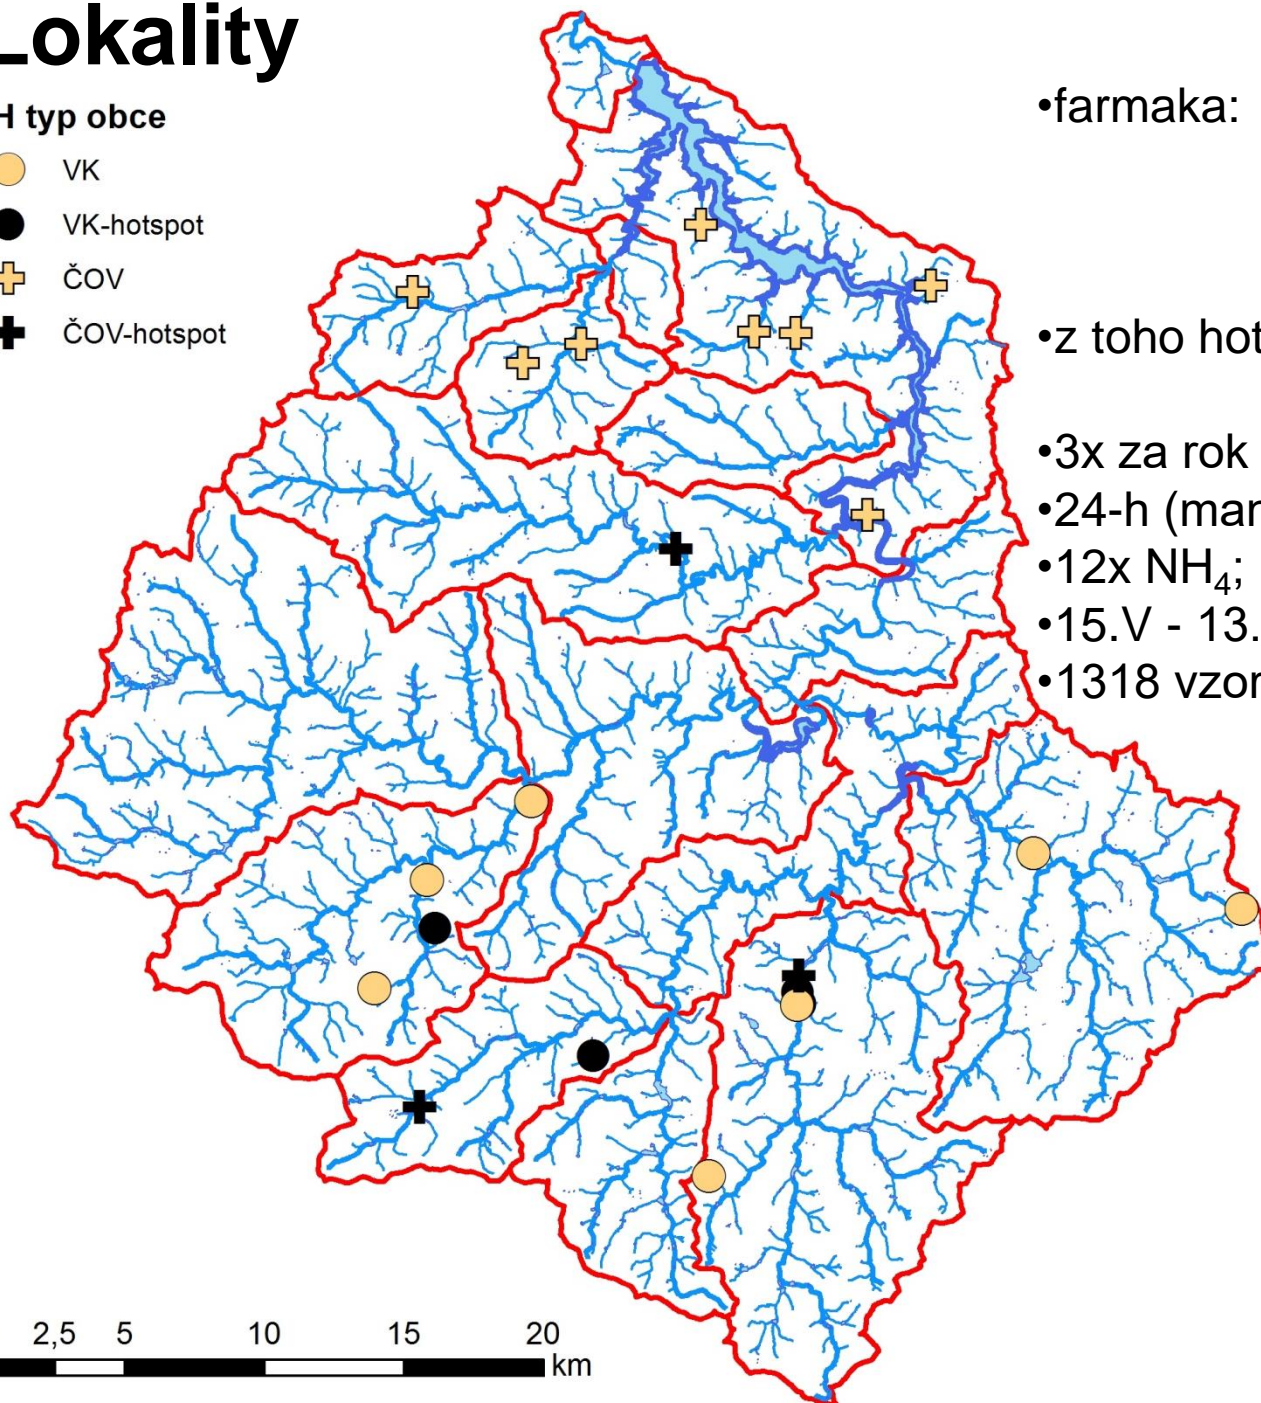 Lokality
H typ obce
VK
VK-hotspot
ČOV
ČOV-hotspot
•farmaka:
•z toho hot
•3x za rok
•24-h (man
•12x NH₄;
•15.V - 13.
•1318 vzor
2,5 5 10 15 20
km